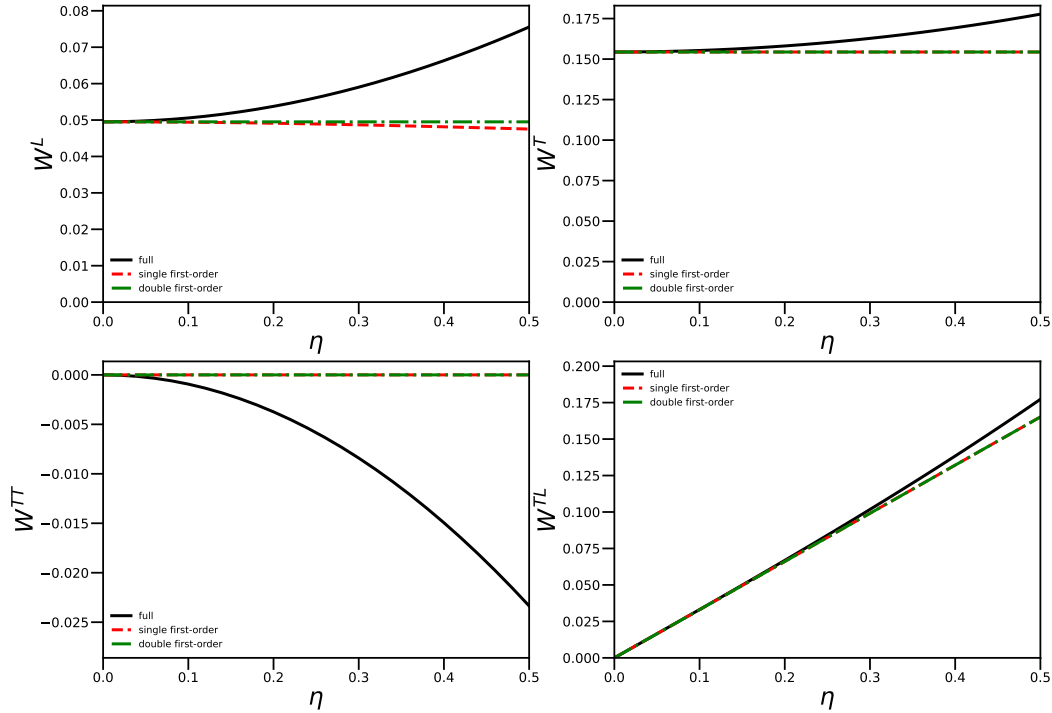 0.08
0.07
0.06
0.05
0.04
0.03
0.02
0.01
0.00
W^L
full
single first-order
double first-order
0.0 0.1 0.2 0.3 0.4 0.5
η
0.175
0.150
0.125
0.100
0.075
0.050
0.025
0.000
W^T
full
single first-order
double first-order
0.0 0.1 0.2 0.3 0.4 0.5
η
0.000
−0.005
−0.010
−0.015
−0.020
−0.025
W^{TT}
full
single first-order
double first-order
0.0 0.1 0.2 0.3 0.4 0.5
η
0.200
0.175
0.150
0.125
0.100
0.075
0.050
0.025
0.000
W^{TL}
full
single first-order
double first-order
0.0 0.1 0.2 0.3 0.4 0.5
η